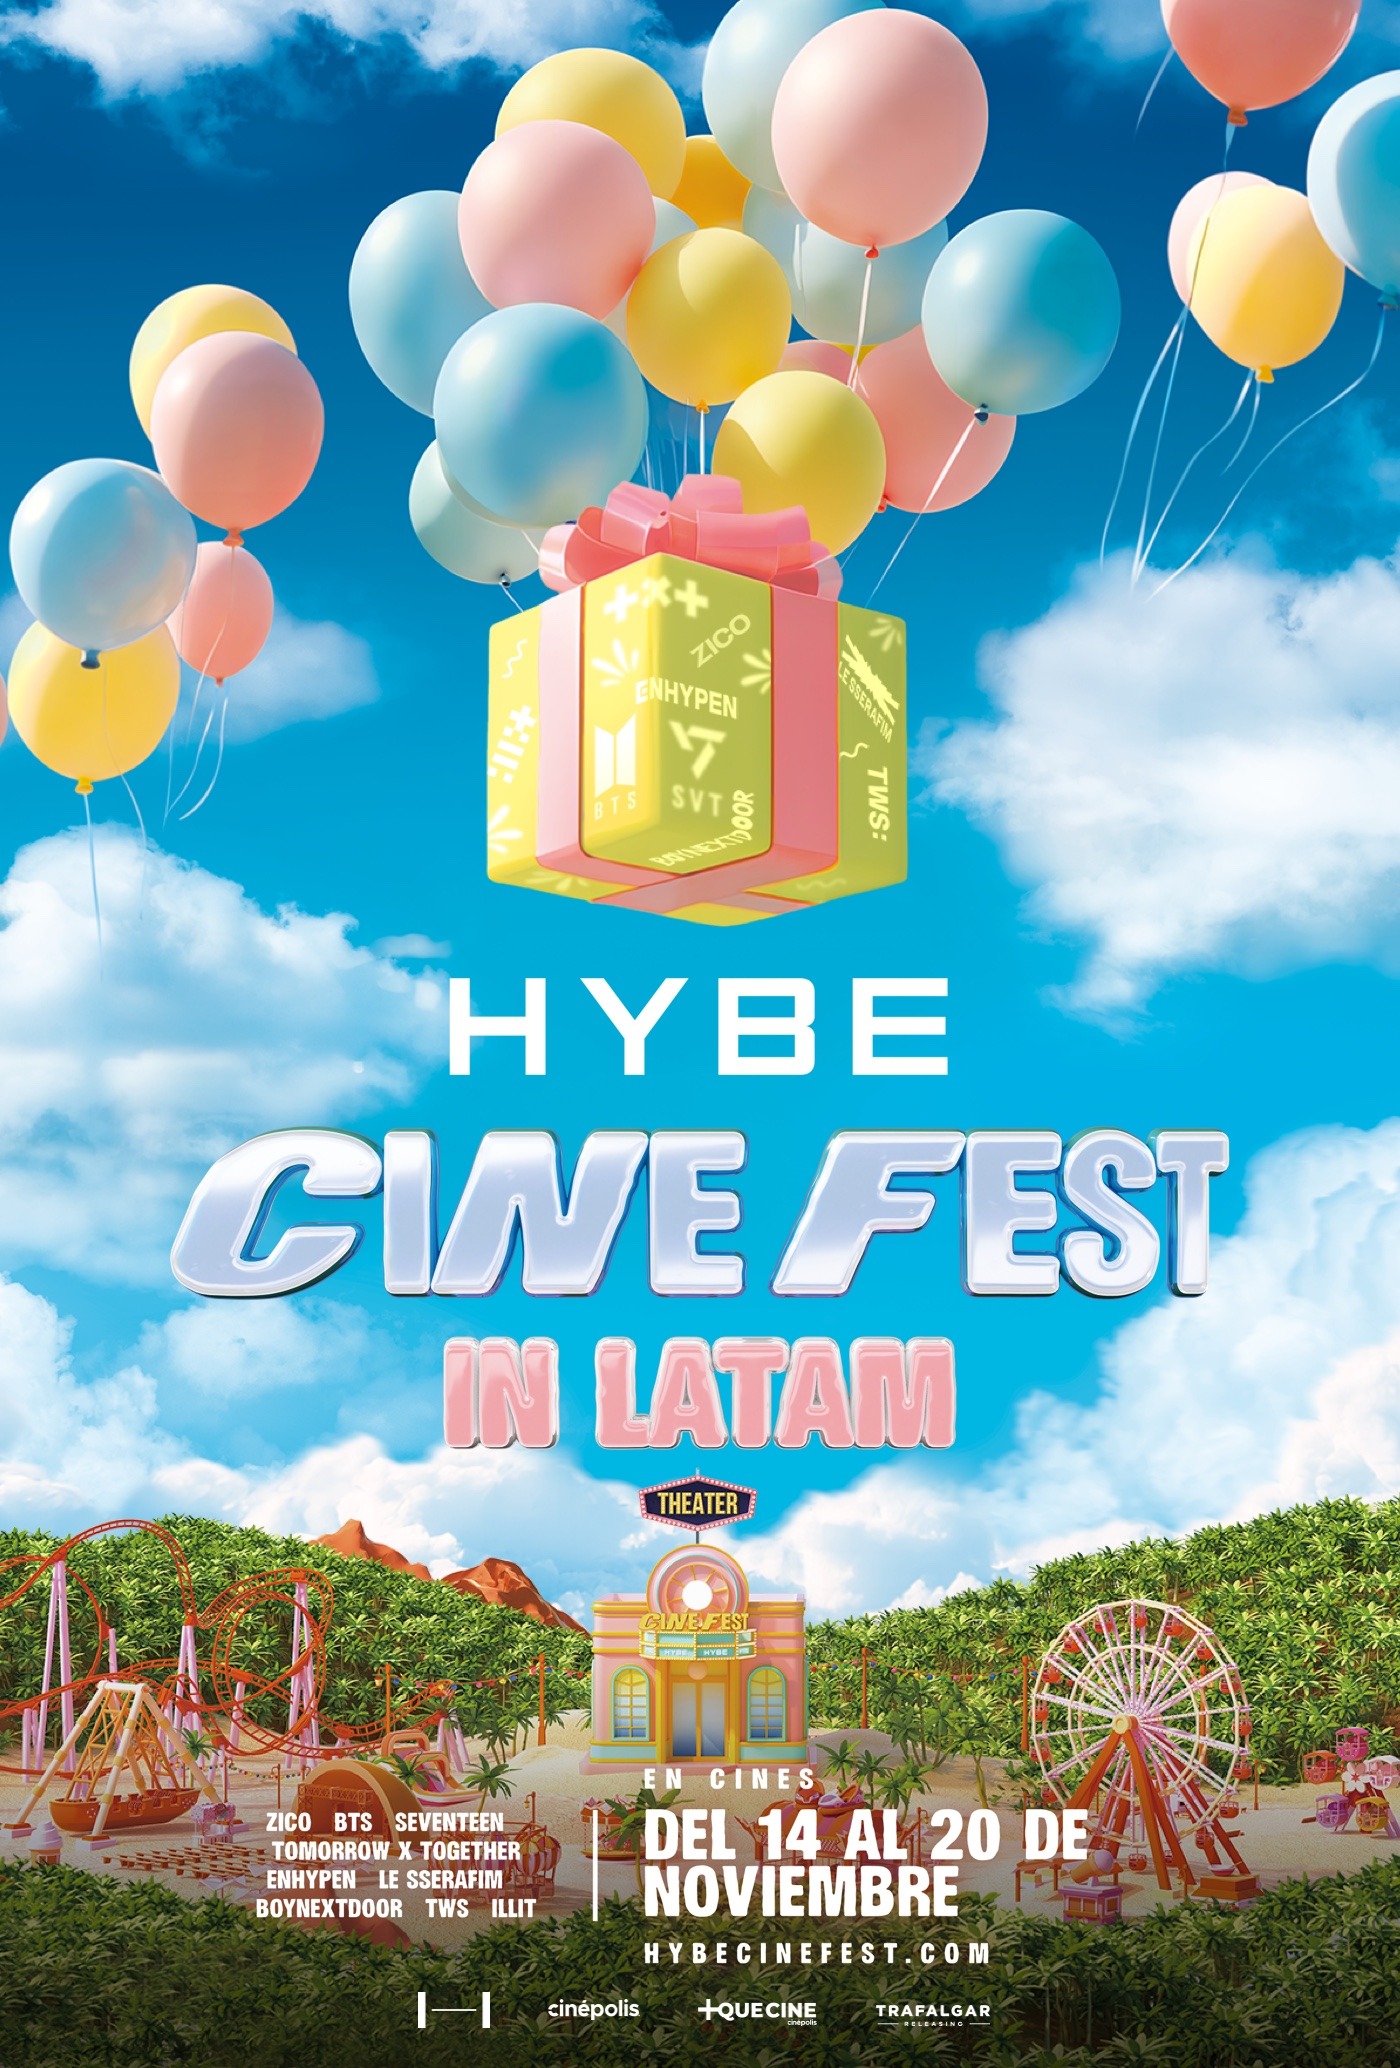 ZICO
ENHYPEN
LE SSERAFIM
BTS
SVT
TWS:
BOYNEXTDOOR
HYBE
CINE FEST
IN LATAM
THEATER
CINE FEST
HYBE HYBE
EN CINES
ZICO BTS SEVENTEEN
TOMORROW X TOGETHER
ENHYPEN LE SSERAFIM
BOYNEXTDOOR TWS ILLIT
DEL 14 AL 20 DE
NOVIEMBRE
HYBECINEFEST.COM
cinépolis
+QUECINE
cinépolis
TRAFALGAR
RELEASING